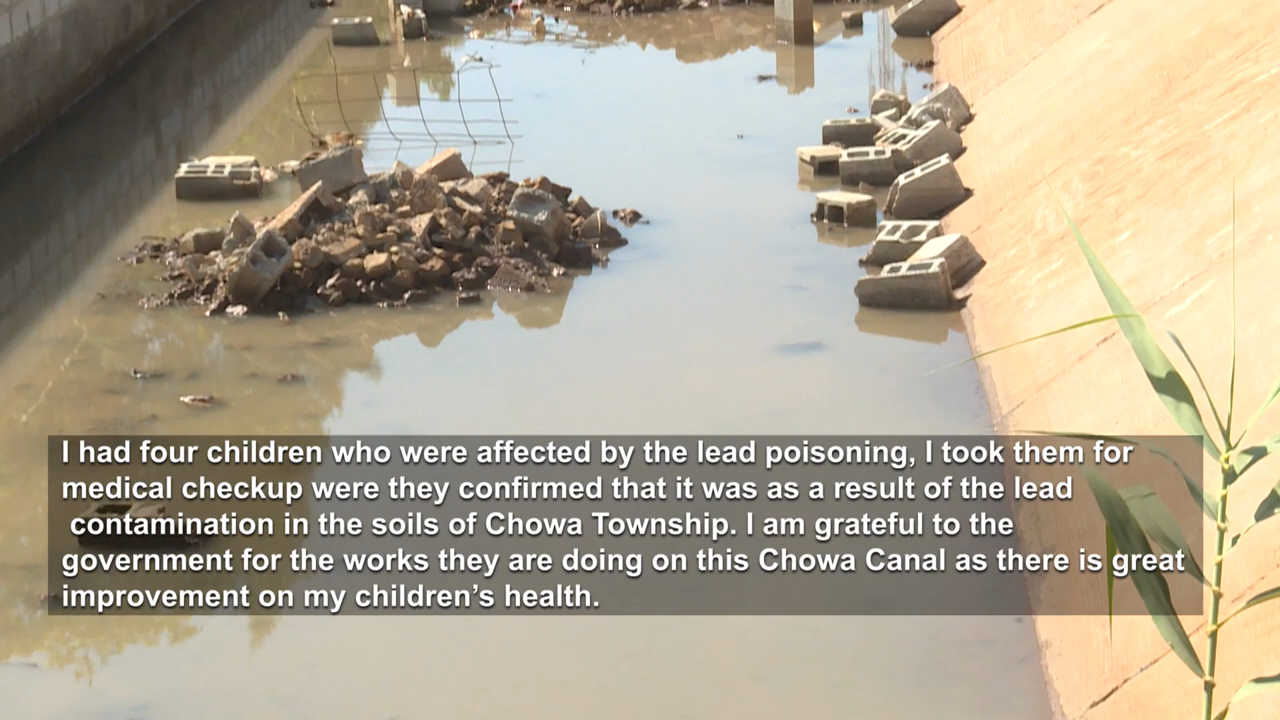 I had four children who were affected by the lead poisoning, I took them for
medical checkup were they confirmed that it was as a result of the lead
contamination in the soils of Chowa Township. I am grateful to the
government for the works they are doing on this Chowa Canal as there is great
improvement on my children’s health.